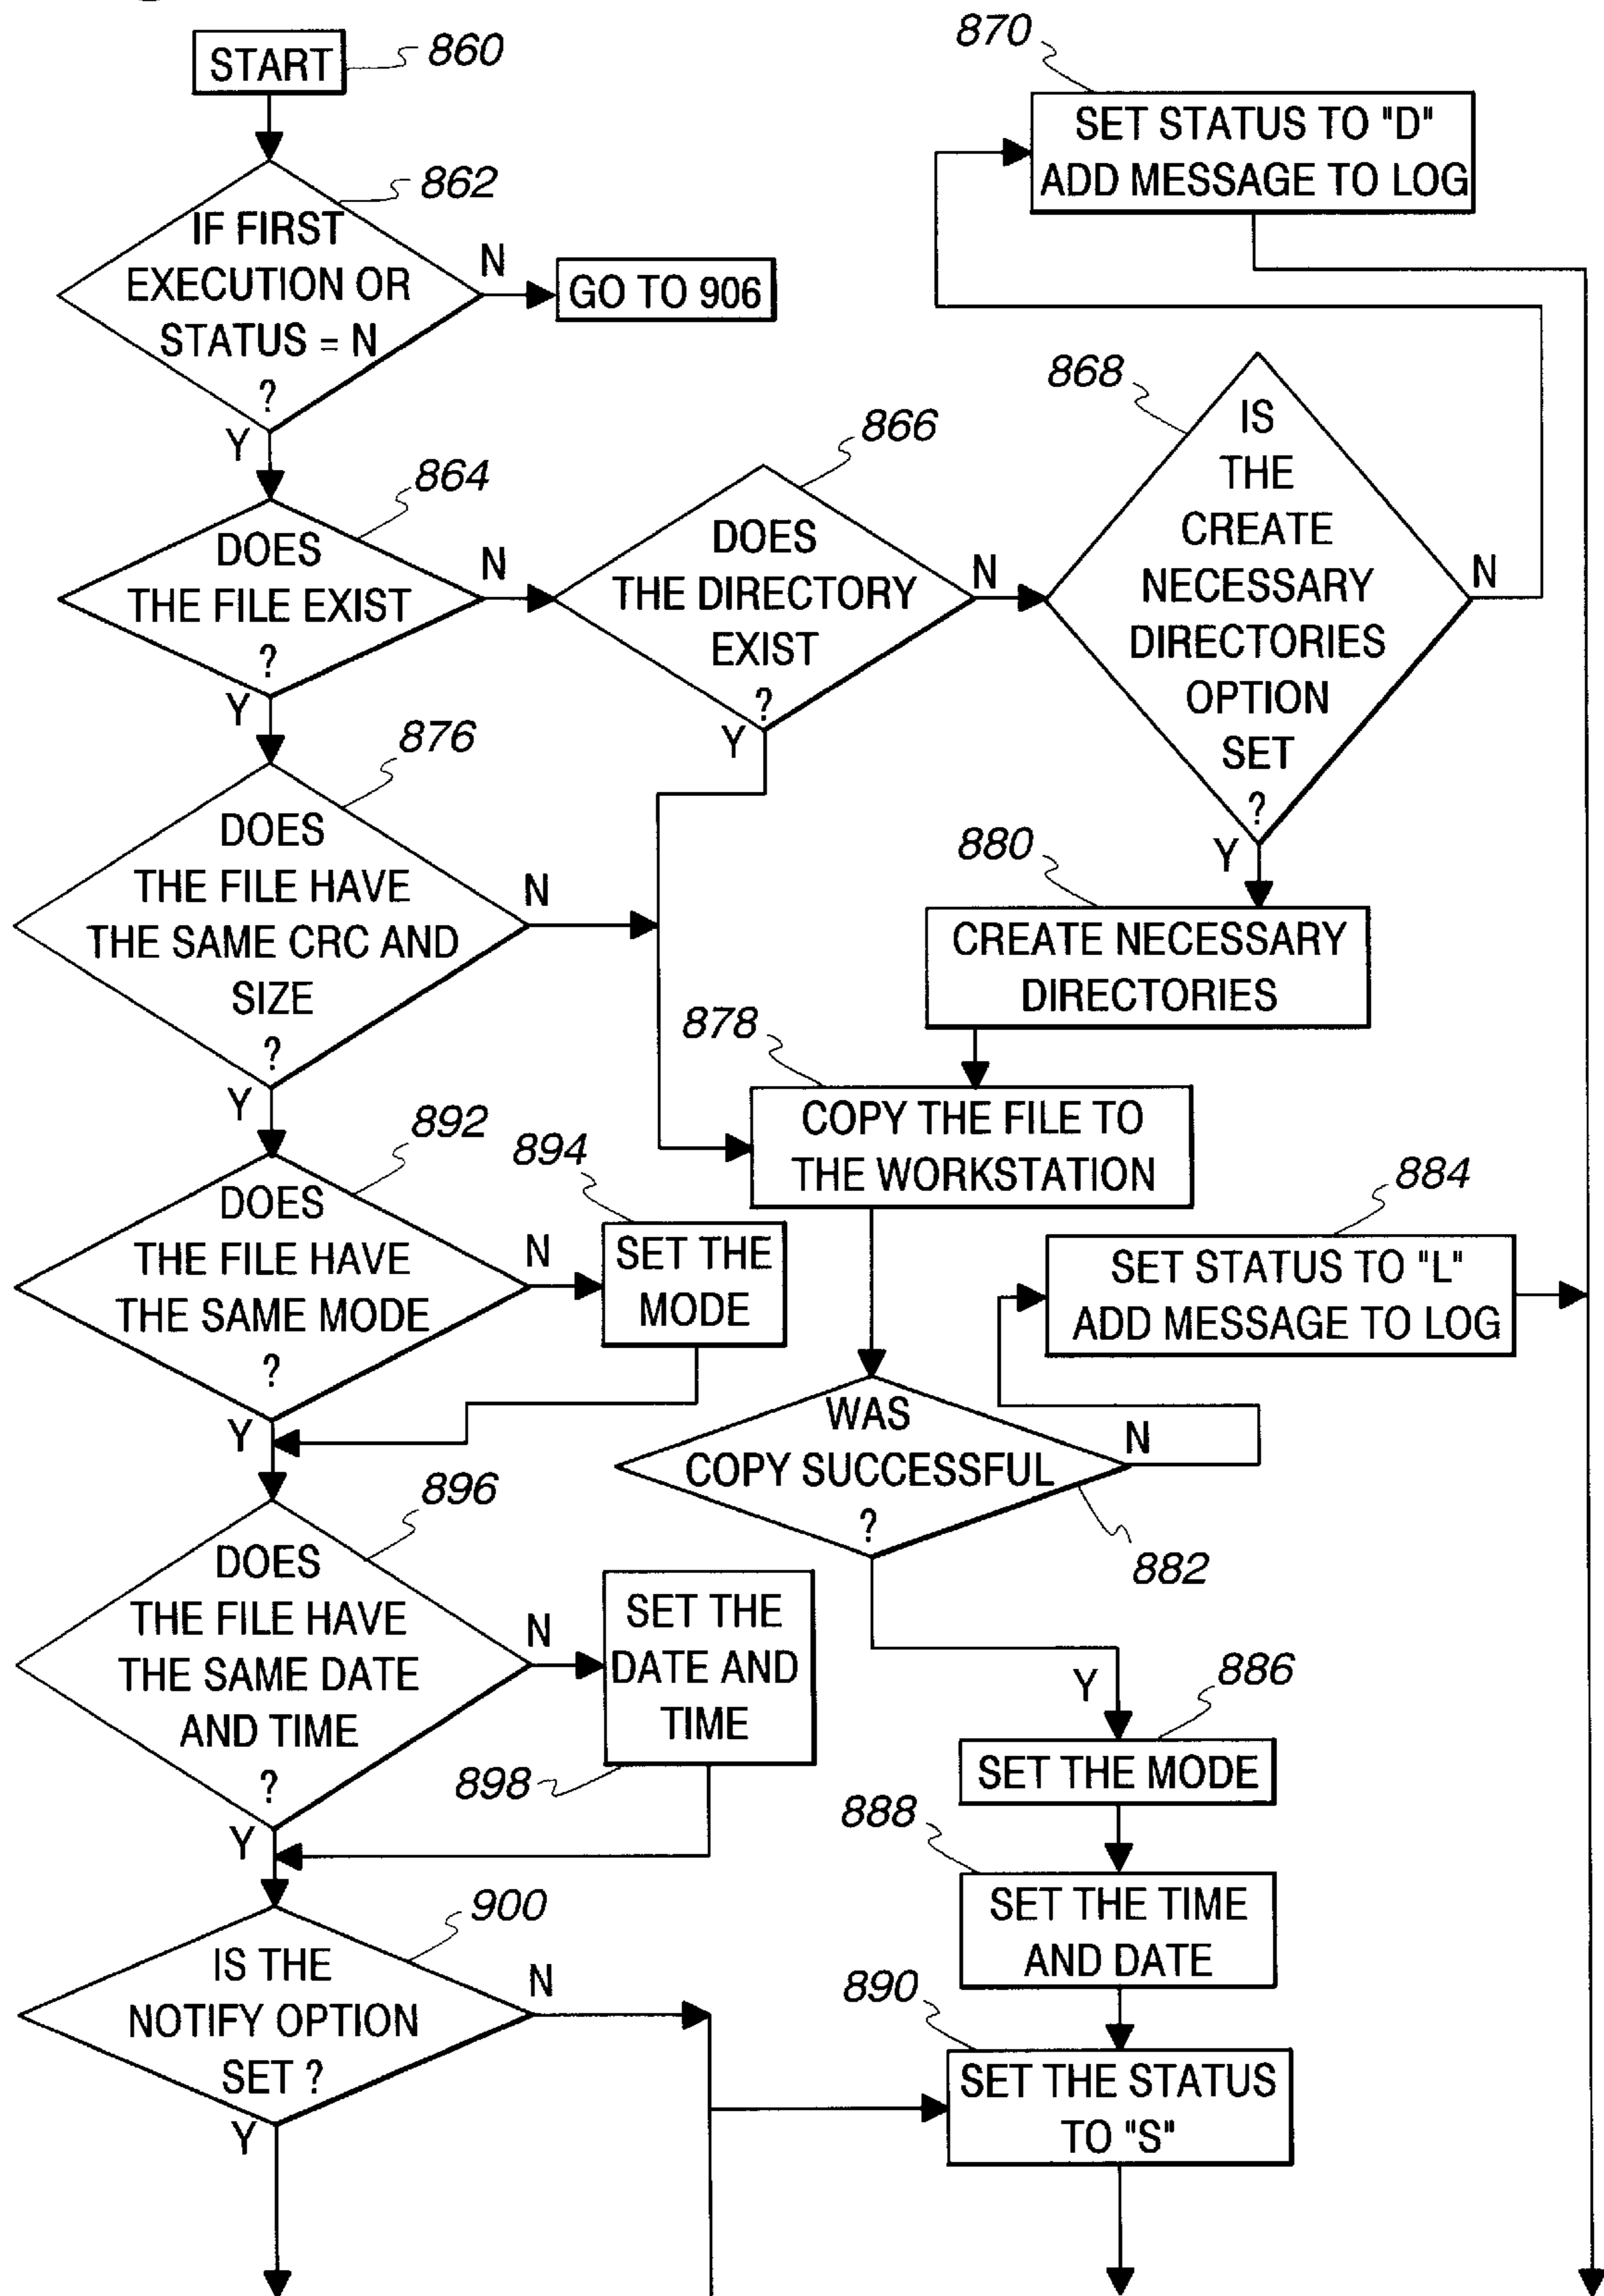 START
860
870
SET STATUS TO "D"
ADD MESSAGE TO LOG
862
IF FIRST
EXECUTION OR
STATUS = N
?
N
GO TO 906
Y
864
DOES
THE FILE EXIST
?
N
Y
866
DOES
THE DIRECTORY
EXIST
?
N
Y
868
IS
THE
CREATE
NECESSARY
DIRECTORIES
OPTION
SET
?
N
Y
876
DOES
THE FILE HAVE
THE SAME CRC AND
SIZE
?
N
Y
880
CREATE NECESSARY
DIRECTORIES
878
COPY THE FILE TO
THE WORKSTATION
892
DOES
THE FILE HAVE
THE SAME MODE
?
N
Y
894
SET THE
MODE
884
SET STATUS TO "L"
ADD MESSAGE TO LOG
WAS
COPY SUCCESSFUL
?
N
882
Y
896
DOES
THE FILE HAVE
THE SAME DATE
AND TIME
?
N
Y
SET THE
DATE AND
TIME
898
886
SET THE MODE
888
SET THE TIME
AND DATE
890
SET THE STATUS
TO "S"
900
IS THE
NOTIFY OPTION
SET ?
N
Y